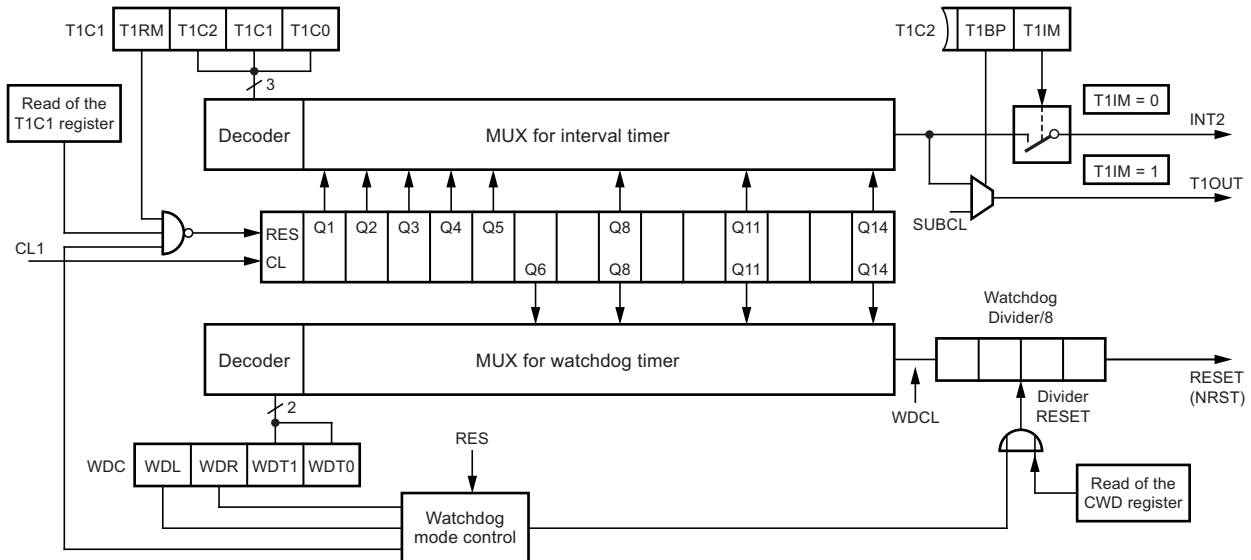 T1C1 T1RM T1C2 T1C1 T1C0
T1C2 T1BP T1IM
3
Read of the
T1C1 register
Decoder MUX for interval timer
T1IM = 0
INT2
T1IM = 1
T1OUT
SUBCL
RES Q1 Q2 Q3 Q4 Q5 Q8 Q11 Q14
CL1
CL
Q6 Q8 Q11 Q14
Watchdog
Divider/8
Decoder MUX for watchdog timer
RESET
(NRST)
2
WDCL
Divider
RESET
RES
WDC WDL WDR WDT1 WDT0
Read of the
CWD register
Watchdog
mode control